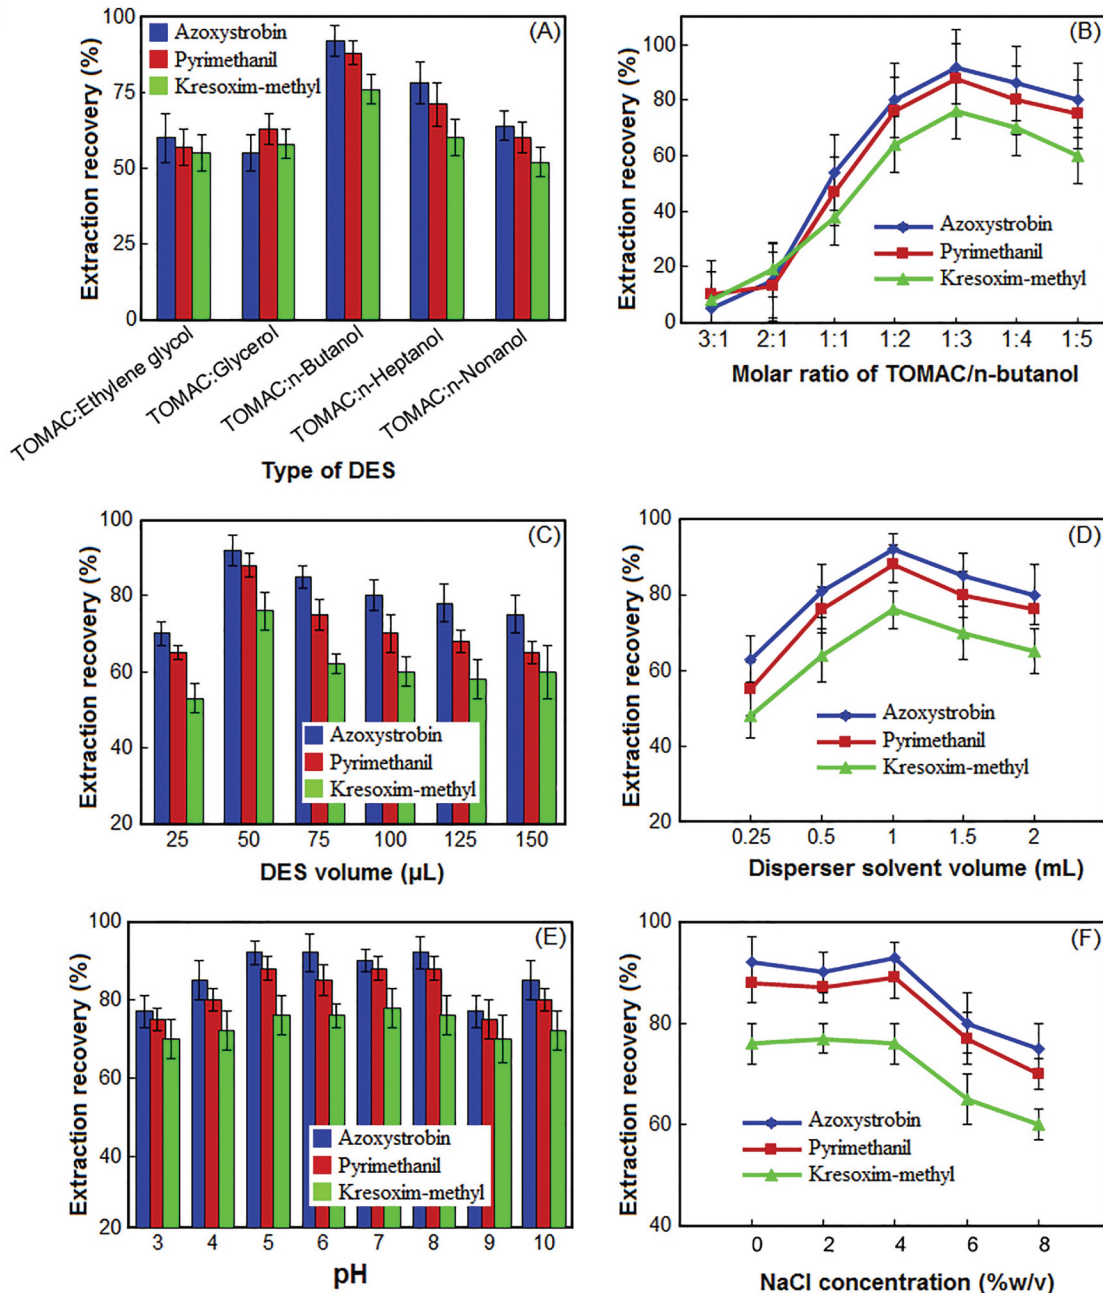 (A)
Extraction recovery (%)
100
75
50
25
0
Azoxystrobin
Pyrimethanil
Kresoxim-methyl
TOMAC:Ethylene glycol
TOMAC:Glycerol
TOMAC:n-Butanol
TOMAC:n-Heptanol
TOMAC:n-Nonanol
Type of DES
(B)
Extraction recovery (%)
100
80
60
40
20
0
Azoxystrobin
Pyrimethanil
Kresoxim-methyl
3:1 2:1 1:1 1:2 1:3 1:4 1:5
Molar ratio of TOMAC/n-butanol
(C)
Extraction recovery (%)
100
80
60
40
20
Azoxystrobin
Pyrimethanil
Kresoxim-methyl
25 50 75 100 125 150
DES volume (µL)
(D)
Extraction recovery (%)
100
80
60
40
20
Azoxystrobin
Pyrimethanil
Kresoxim-methyl
0.25 0.5 1 1.5 2
Disperser solvent volume (mL)
(E)
Extraction recovery (%)
100
80
60
40
20
Azoxystrobin
Pyrimethanil
Kresoxim-methyl
3 4 5 6 7 8 9 10
pH
(F)
Extraction recovery (%)
100
80
60
40
Azoxystrobin
Pyrimethanil
Kresoxim-methyl
0 2 4 6 8
NaCl concentration (%w/v)